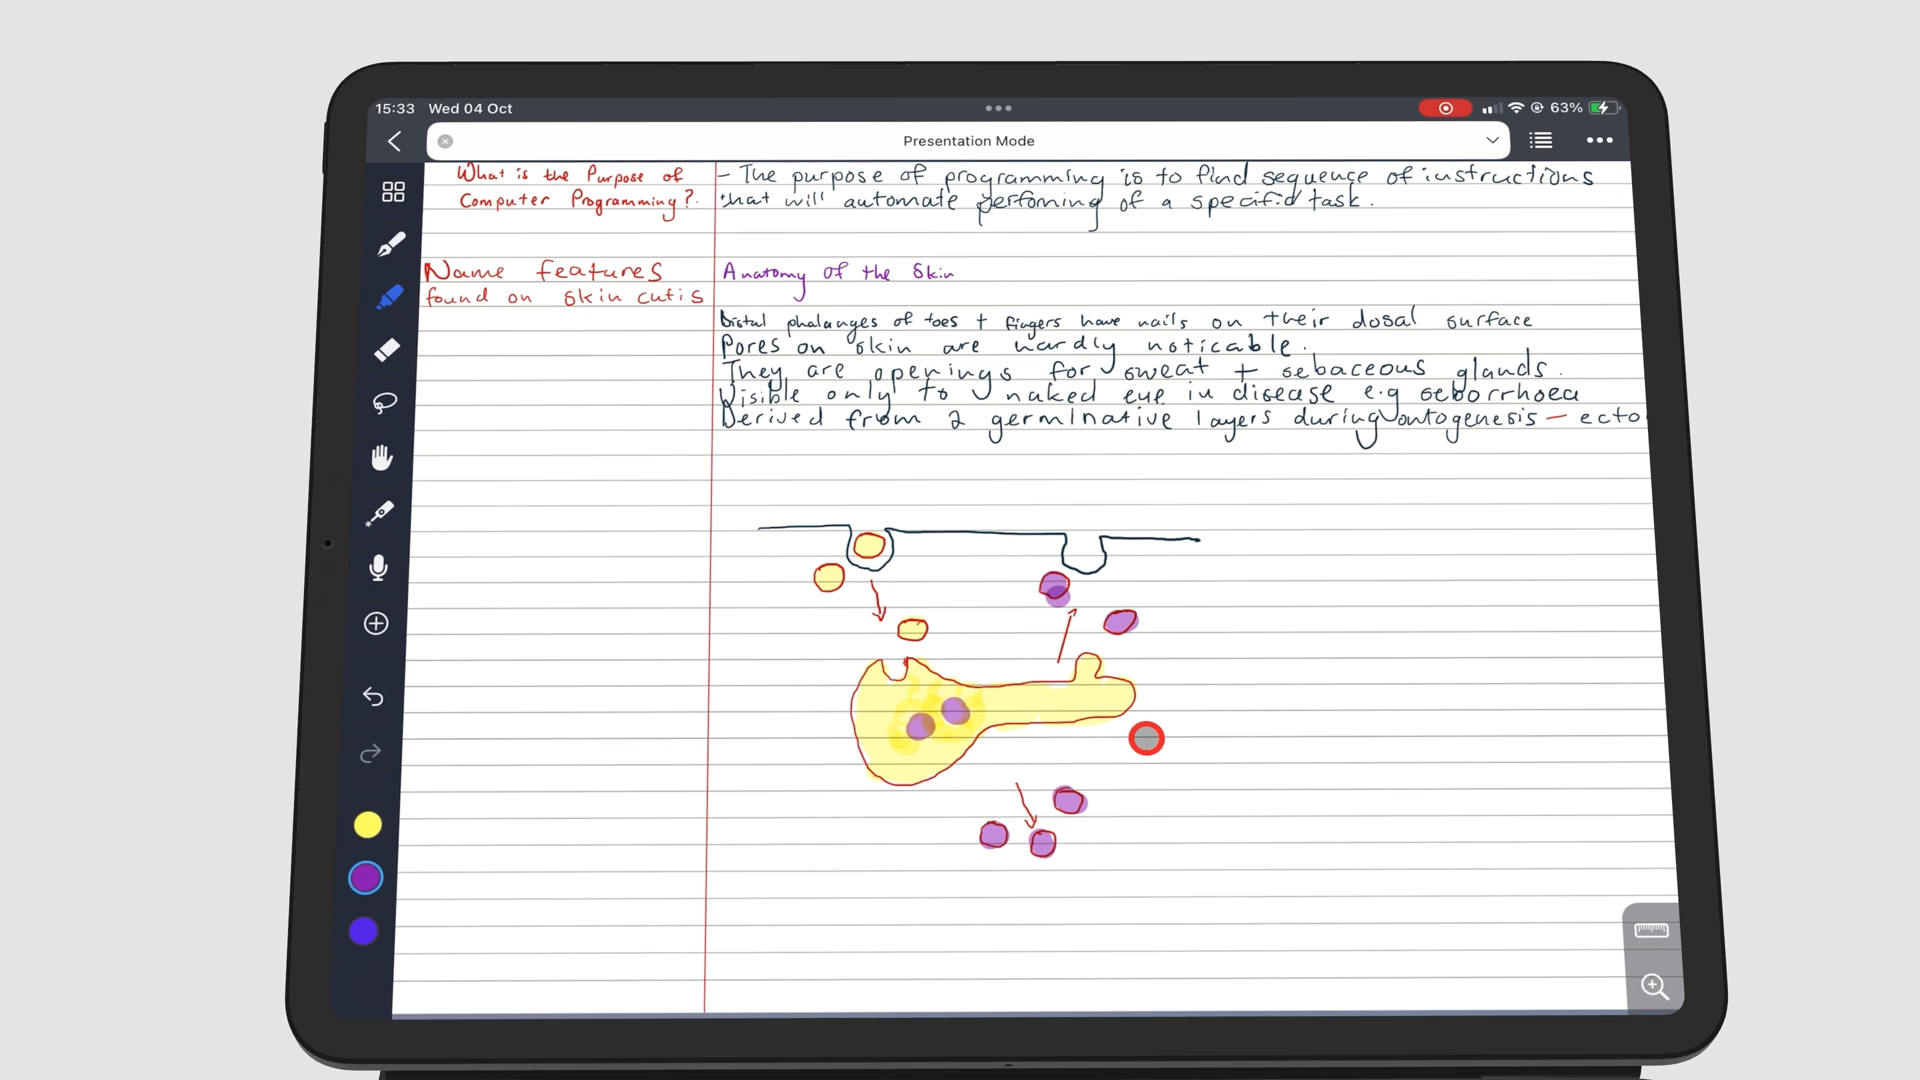 15:33 Wed 04 Oct
63%
Presentation Mode
What is the Purpose of
Computer Programming?
- The purpose of programming is to find sequence of instructions
that will automate perfoming of a specific task.
Name features
found on skin cutis
Anatomy of the Skin
Distal phalanges of toes + fingers have nails on their dosal surface
Pores on skin are hardly noticable.
They are openings for sweat + sebaceous glands.
Visible only to naked eye in disease e.g seborrhoea
Derived from 2 germinative layers during ontogenesis — ecto